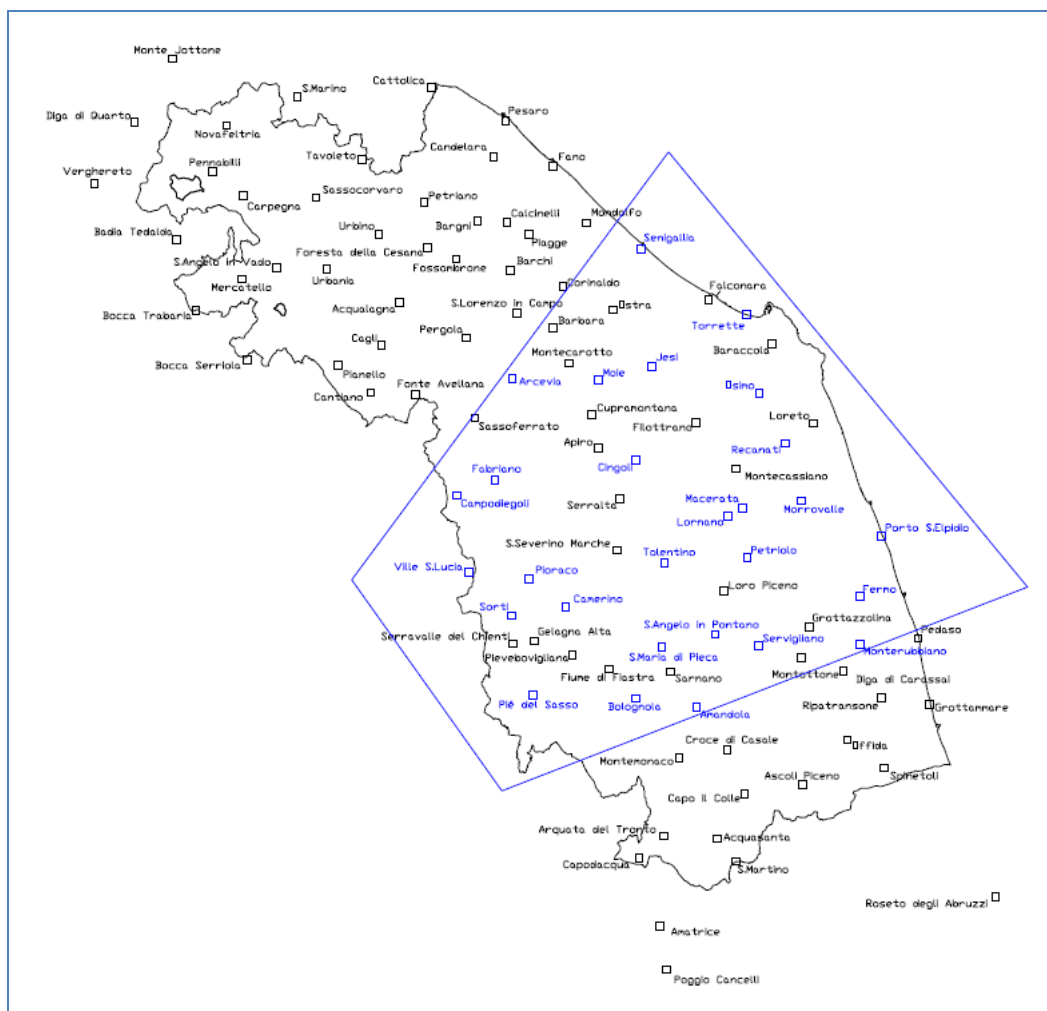 Monte Jottone
Cattolica
S.Marino
Pesaro
Diga di Quarto
Novafeltria
Candelara
Tavoleto
Fano
Pennabilli
Verghereto
Sassocorvaro
Petriano
Carpegna
Calcinelli
Mondolfo
Bargni
Urbino
Badia Tedalda
Piagge
Senigallia
Foresta della Cesana
S.Angelo in Vado
Fossombrone
Barchi
Mercatello
Urbania
Corinaldo
Falconara
Bocca Trabaria
Acqualagna
S.Lorenzo in Campo
Ostra
Torrette
Barbara
Pergola
Cagli
Baraccola
Bocca Serriola
Montecarotto
Jesi
Pianello
Arcevia
Moie
Osimo
Cantiano
Fonte Avellana
Cupramontana
Loreto
Sassoferrato
Filottrano
Apiro
Recanati
Fabriano
Cingoli
Montecassiano
Campodiegoli
Serralta
Macerata
Morrovalle
Lornano
Porto S.Elpidio
S.Severino Marche
Tolentino
Petriolo
Ville S.Lucia
Pioraco
Loro Piceno
Fermo
Sorti
Camerino
Grottazzolina
S.Angelo in Pontano
Serravalle del Chienti
Gelagna Alta
Servigliano
Pedaso
Monterubbiano
Pievebovigliana
S.Maria di Pieca
Fiume di Fiastra
Sarnano
Montottone
Diga di Carassai
Piê del Sasso
Bolognola
Amandola
Ripatransone
Grottammare
Croce di Casale
Offida
Montemonaco
Ascoli Piceno
Spinetoli
Capo il Colle
Arquata del Tronto
Acquasanta
Capodacqua
S.Martino
Roseto degli Abruzzi
Amatrice
Poggio Cancelli